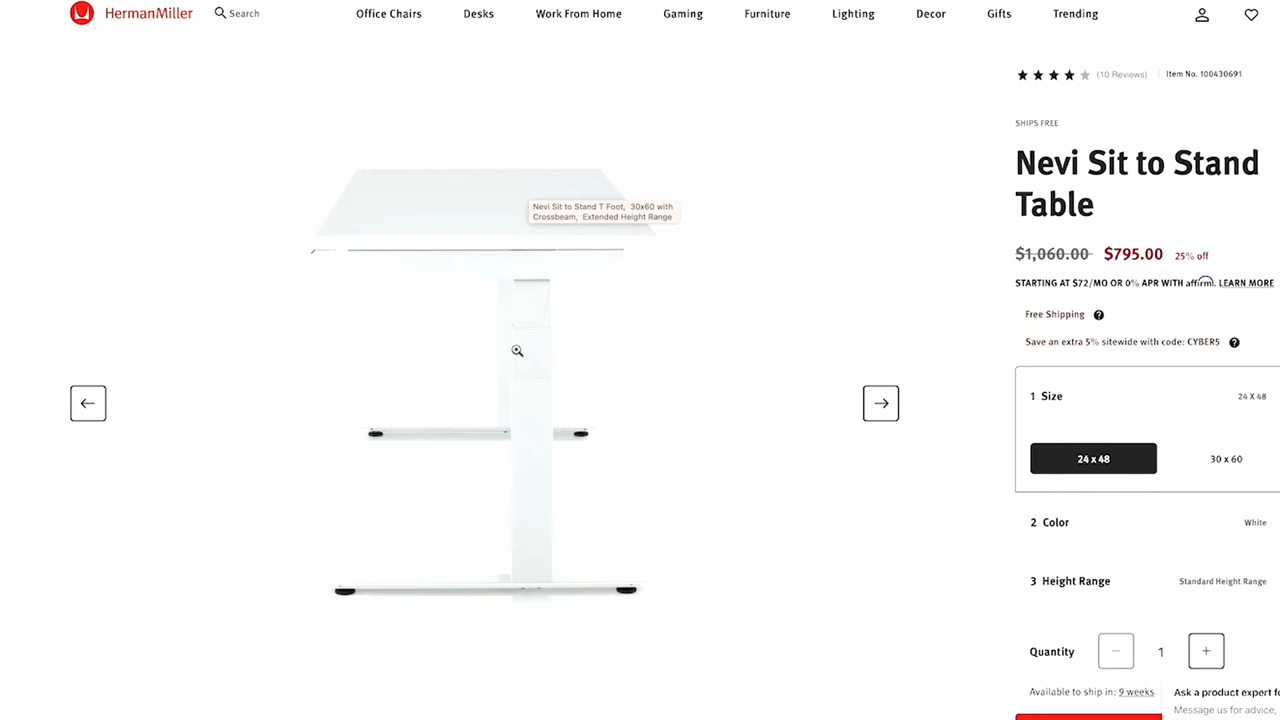 HermanMiller
Search
Office Chairs
Desks
Work From Home
Gaming
Furniture
Lighting
Decor
Gifts
Trending
(10 Reviews)
Item No. 100430691
SHIPS FREE
Nevi Sit to Stand
Table
$1,060.00 $795.00 25% off
STARTING AT $72/MO OR 0% APR WITH affirm. LEARN MORE
Free Shipping ?
Save an extra 5% sitewide with code: CYBER5 ?
Nevi Sit to Stand T Foot, 30x60 with
Crossbeam, Extended Height Range
1 Size
24 X 48
24 x 48
30 x 60
2 Color
White
3 Height Range
Standard Height Range
Quantity
− 1 +
Available to ship in: 9 weeks
Ask a product expert f
Message us for advice,